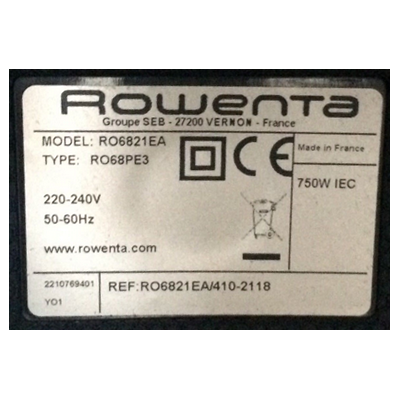 Rowenta
Groupe SEB - 27200 VERNON - France
MODEL: RO6821EA
TYPE: RO68PE3
CE
Made in France
750W IEC
220-240V
50-60Hz
www.rowenta.com
2210769401
YO1
REF:RO6821EA/410-2118